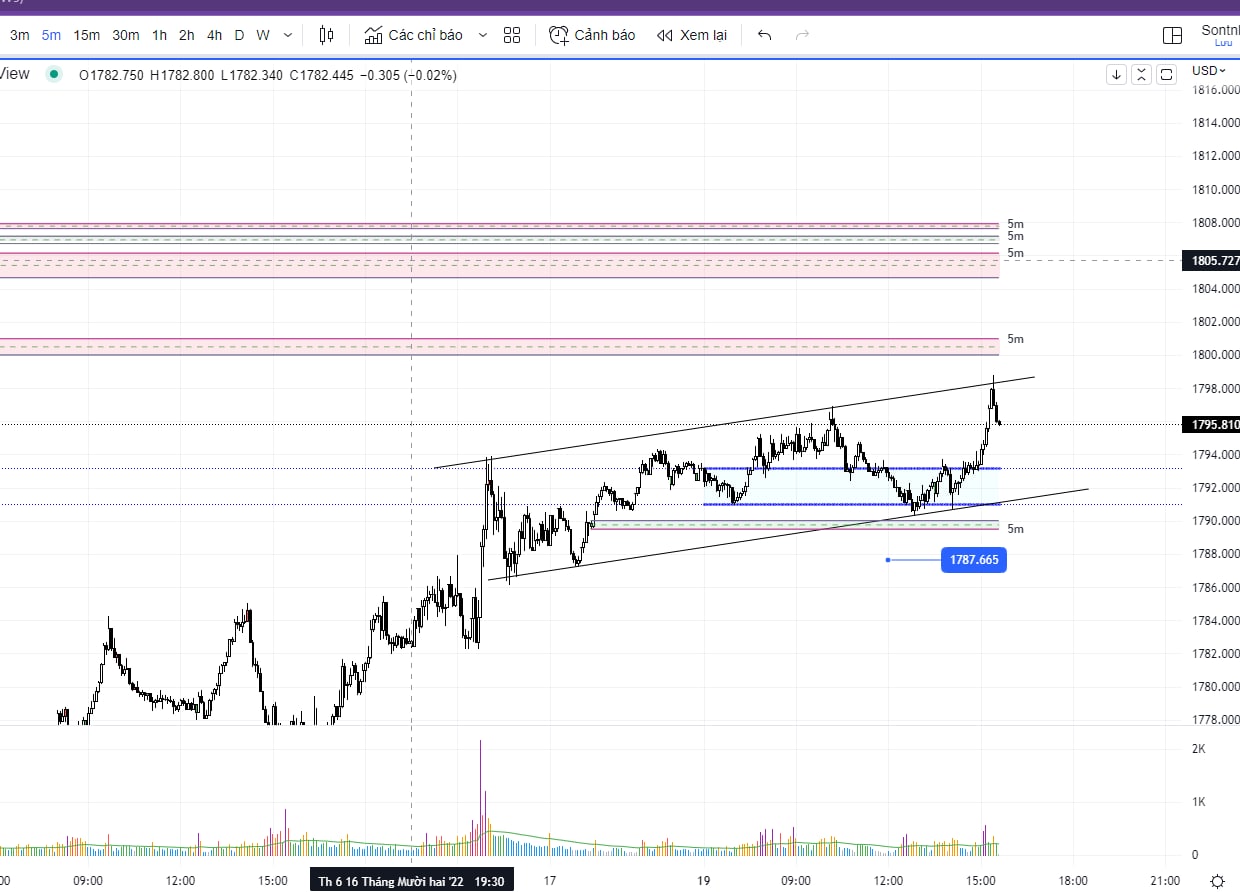 3m 5m 15m 30m 1h 2h 4h D W Các chỉ báo Cảnh báo Xem lại
Lưu
View O1782.750 H1782.800 L1782.340 C1782.445 −0.305 (−0.02%)
USD
1816.000
1814.000
1812.000
1810.000
1808.000
5m
5m
5m
1805.727
1804.000
1802.000
5m
1800.000
1798.000
1795.810
1794.000
1792.000
1790.000
5m
1788.000
1787.665
1786.000
1784.000
1782.000
1780.000
1778.000
2K
1K
0
09:00 12:00 15:00 Th 6 16 Tháng Mười hai '22 19:30 17 19 09:00 12:00 15:00 18:00 21:00